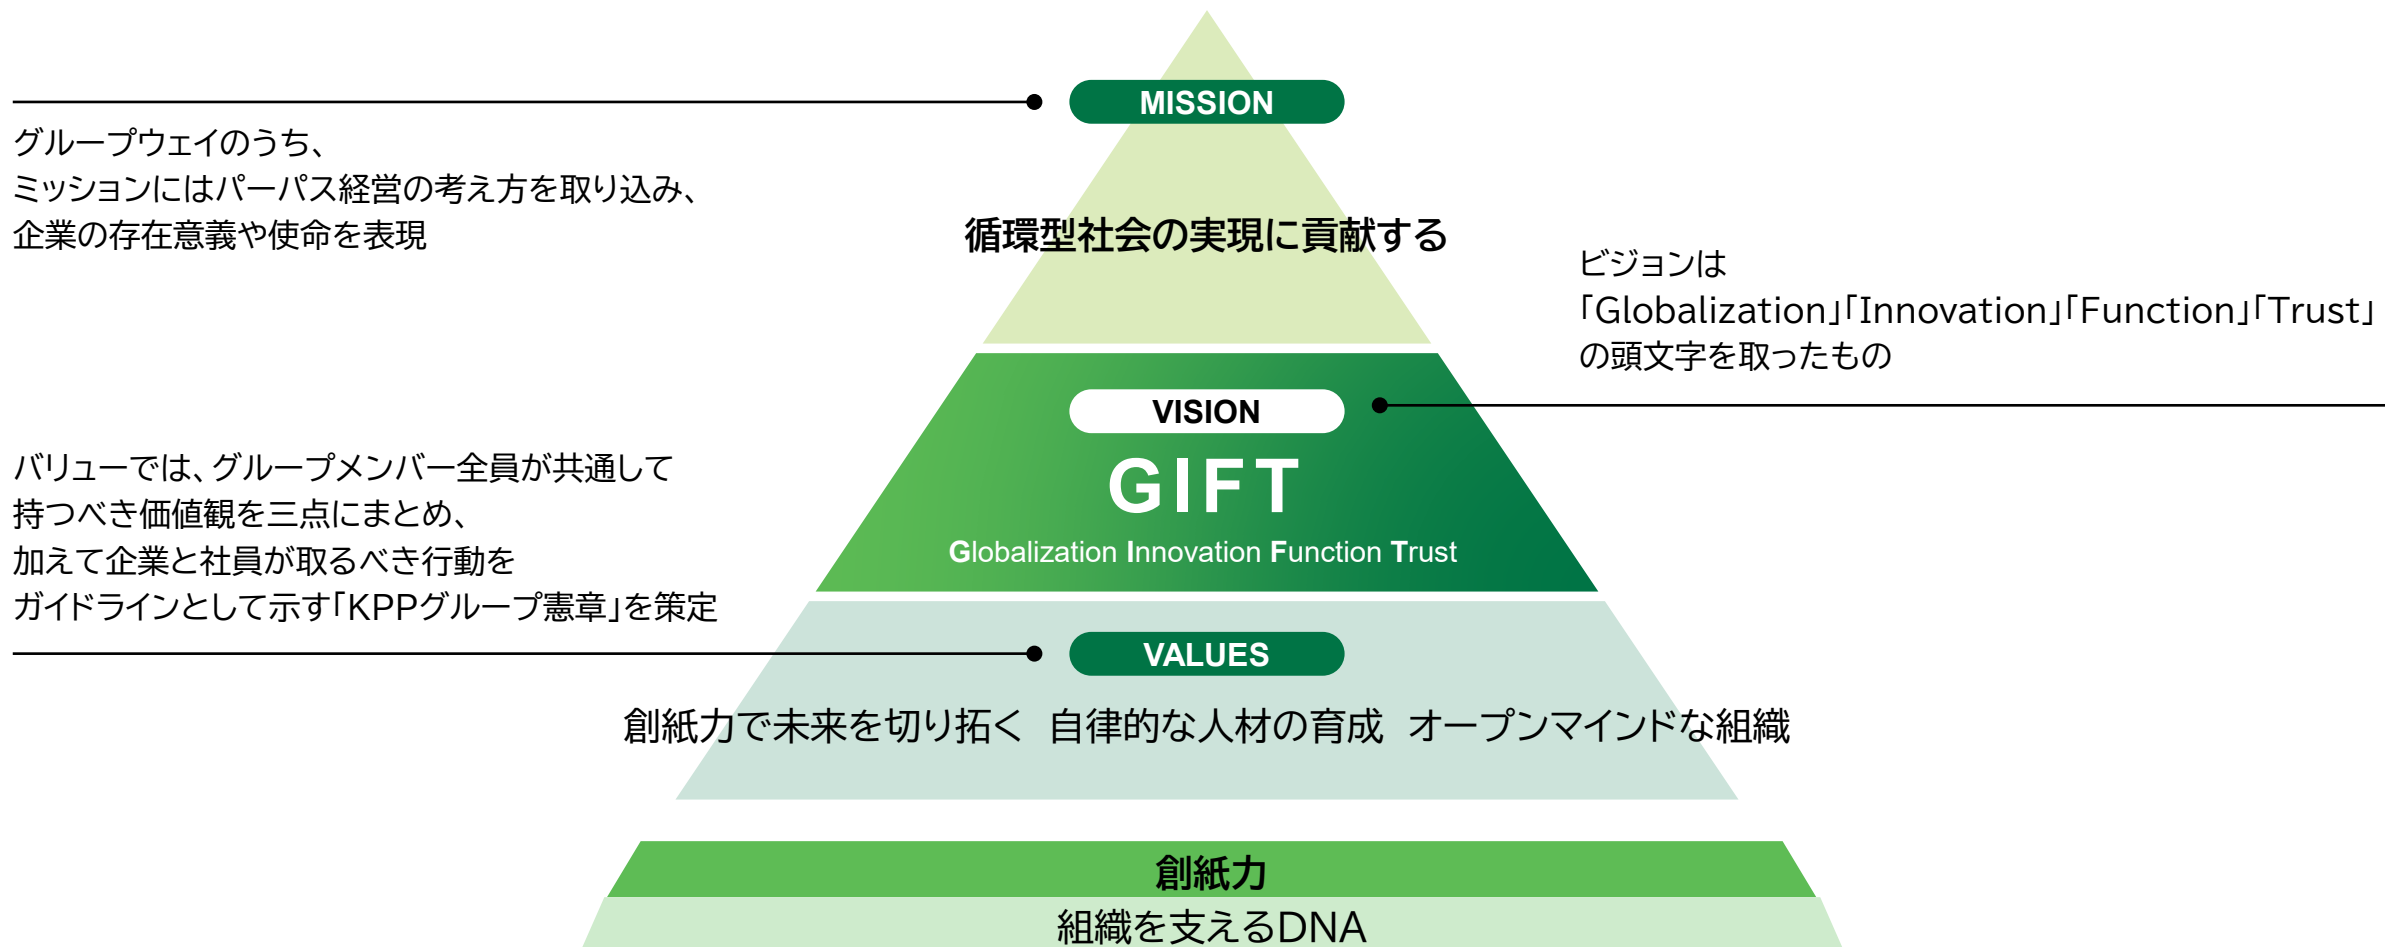 MISSION
グループウェイのうち、
ミッションにはパーパス経営の考え方を取り込み、
企業の存在意義や使命を表現
循環型社会の実現に貢献する
ビジョンは
「Globalization」「Innovation」「Function」「Trust」
の頭文字を取ったもの
VISION
GIFT
Globalization Innovation Function Trust
バリューでは、グループメンバー全員が共通して
持つべき価値観を三点にまとめ、
加えて企業と社員が取るべき行動を
ガイドラインとして示す「KPPグループ憲章」を策定
VALUES
創紙力で未来を切り拓く 自律的な人材の育成 オープンマインドな組織
創紙力
組織を支えるDNA